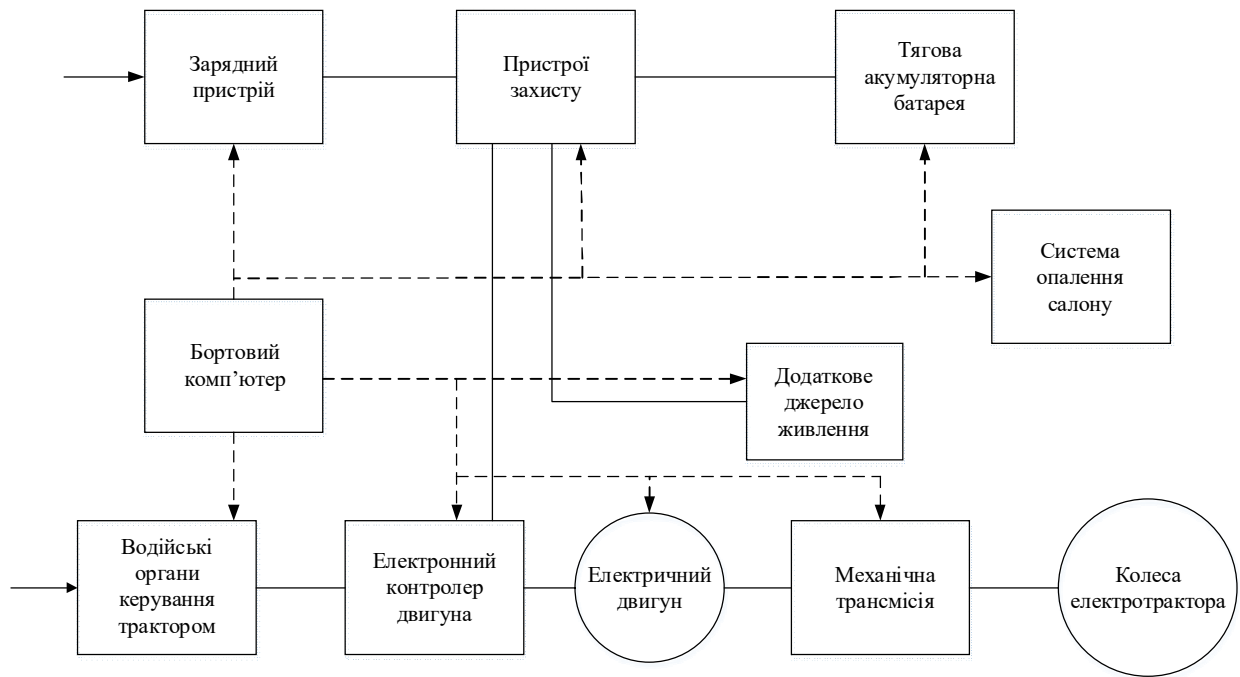 Зарядний
пристрій
Пристрої
захисту
Тягова
акумуляторна
батарея
Система
опалення
салону
Бортовий
комп’ютер
Додаткове
джерело
живлення
Водійські
органи
керування
трактором
Електронний
контролер
двигуна
Електричний
двигун
Механічна
трансмісія
Колеса
електротрактора